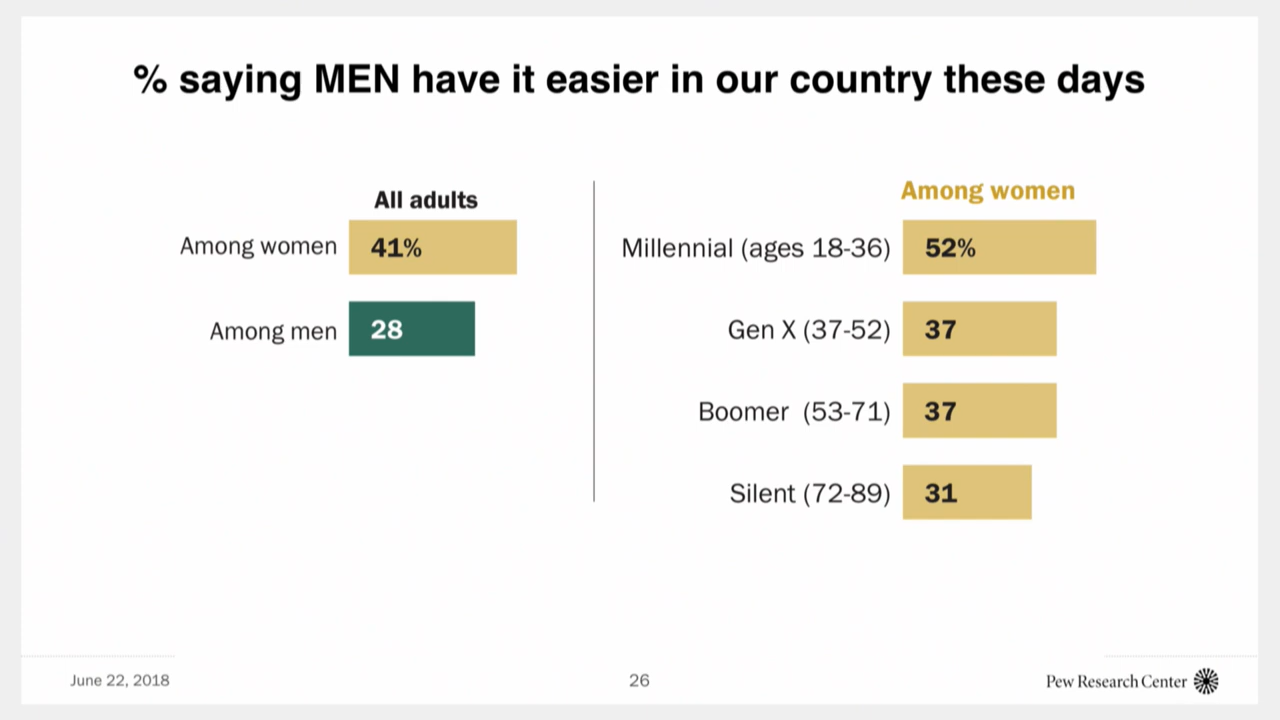 % saying MEN have it easier in our country these days
All adults
Among women 41%
Among men 28
Among women
Millennial (ages 18-36) 52%
Gen X (37-52) 37
Boomer (53-71) 37
Silent (72-89) 31
June 22, 2018
26
Pew Research Center